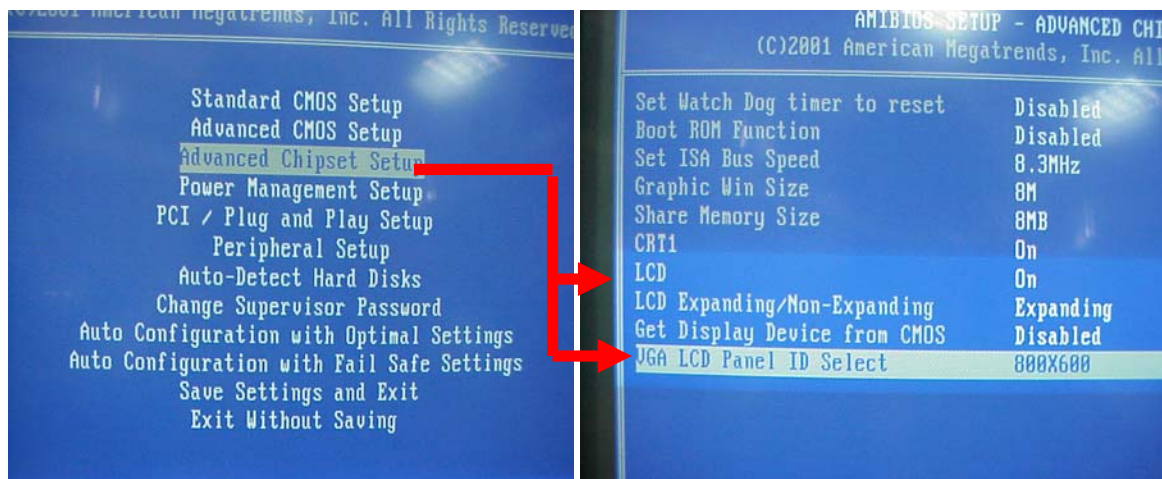 American Megatrends, Inc. All Rights Reserved
Standard CMOS Setup
Advanced CMOS Setup
Advanced Chipset Setup
Power Management Setup
PCI / Plug and Play Setup
Peripheral Setup
Auto-Detect Hard Disks
Change Supervisor Password
Auto Configuration with Optimal Settings
Auto Configuration with Fail Safe Settings
Save Settings and Exit
Exit Without Saving
AMIBIOS SETUP - ADVANCED CHI
(C)2001 American Megatrends, Inc. All
Set Watch Dog timer to reset Disabled
Boot ROM Function Disabled
Set ISA Bus Speed 8.3MHz
Graphic Win Size 8M
Share Memory Size 8MB
CRT1 On
LCD On
LCD Expanding/Non-Expanding Expanding
Get Display Device from CMOS Disabled
VGA LCD Panel ID Select 800X600